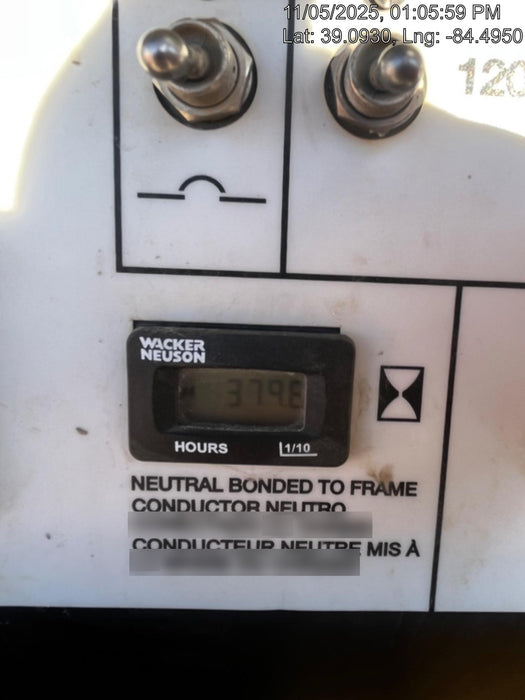 11/05/2025, 01:05:59 PM
Lat: 39.0930, Lng: -84.4950
120
WACKER
NEUSON
HOURS
1/10
NEUTRAL BONDED TO FRAME
CONDUCTOR NEUTRO
CONDUCTEUR NEUTRE MIS À